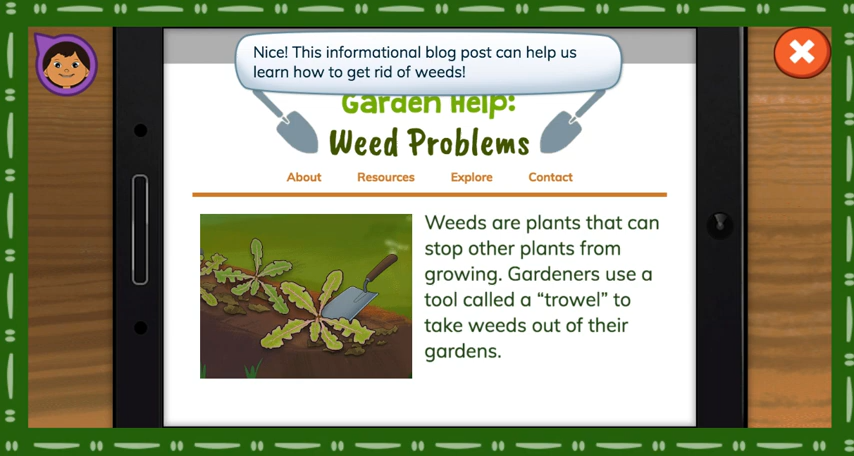 Nice! This informational blog post can help us
learn how to get rid of weeds!
Garden Help:
Weed Problems
About Resources Explore Contact
Weeds are plants that can
stop other plants from
growing. Gardeners use a
tool called a “trowel” to
take weeds out of their
gardens.